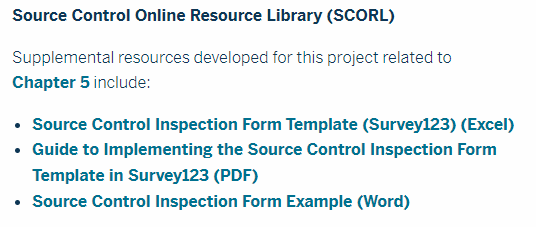 Source Control Online Resource Library (SCORL)
Supplemental resources developed for this project related to
Chapter 5 include:
• Source Control Inspection Form Template (Survey123) (Excel)
• Guide to Implementing the Source Control Inspection Form
Template in Survey123 (PDF)
• Source Control Inspection Form Example (Word)